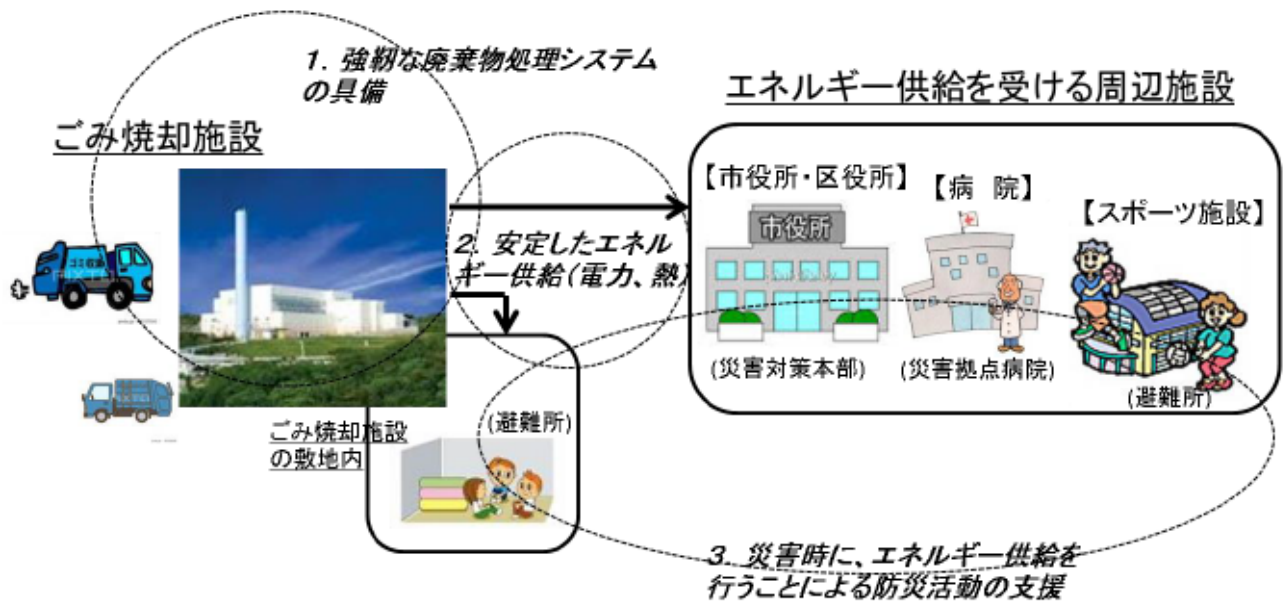 1. 強靭な廃棄物処理システム
の具備
エネルギー供給を受ける周辺施設
ごみ焼却施設
【市役所・区役所】
【病 院】
【スポーツ施設】
市役所
2. 安定したエネル
ギー供給(電力、熱)
(災害対策本部)
(災害拠点病院)
(避難所)
ごみ焼却施設
の敷地内
(避難所)
3. 災害時に、エネルギー供給を
行うことによる防災活動の支援